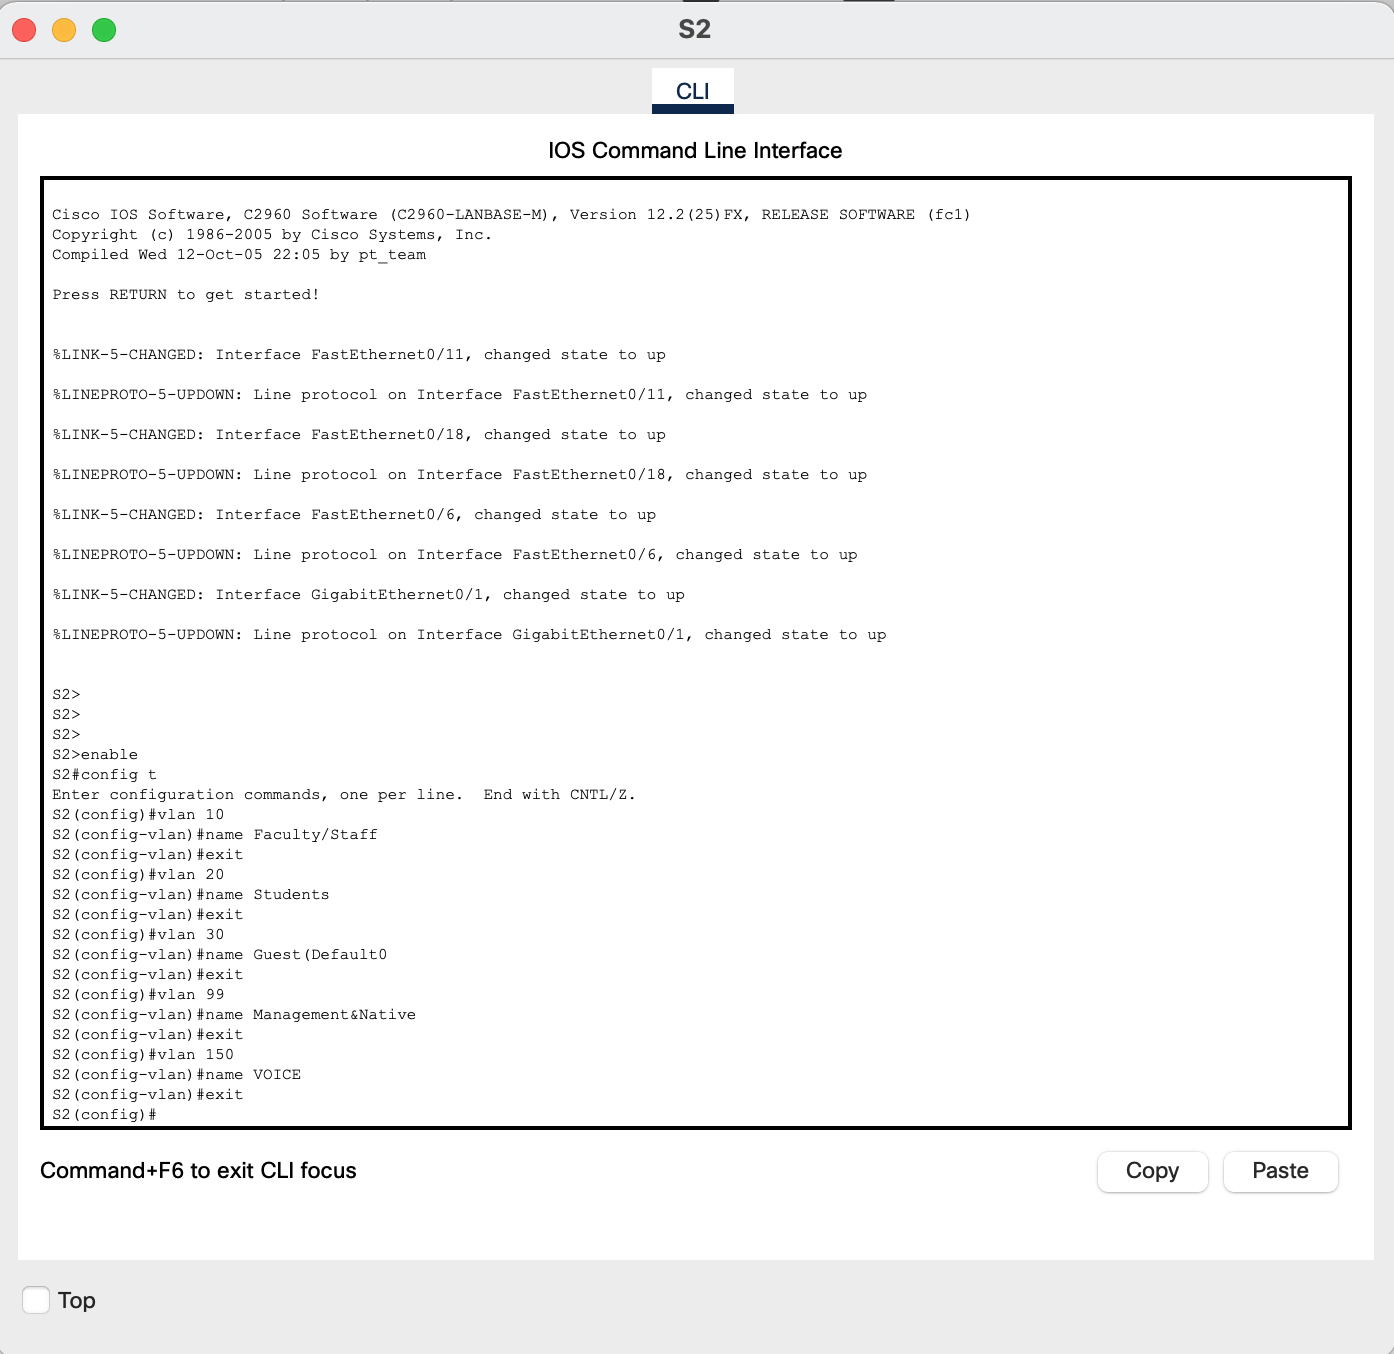 S2
CLI
IOS Command Line Interface
Cisco IOS Software, C2960 Software (C2960-LANBASE-M), Version 12.2(25)FX, RELEASE SOFTWARE (fc1)
Copyright (c) 1986-2005 by Cisco Systems, Inc.
Compiled Wed 12-Oct-05 22:05 by pt_team
Press RETURN to get started!
%LINK-5-CHANGED: Interface FastEthernet0/11, changed state to up
%LINEPROTO-5-UPDOWN: Line protocol on Interface FastEthernet0/11, changed state to up
%LINK-5-CHANGED: Interface FastEthernet0/18, changed state to up
%LINEPROTO-5-UPDOWN: Line protocol on Interface FastEthernet0/18, changed state to up
%LINK-5-CHANGED: Interface FastEthernet0/6, changed state to up
%LINEPROTO-5-UPDOWN: Line protocol on Interface FastEthernet0/6, changed state to up
%LINK-5-CHANGED: Interface GigabitEthernet0/1, changed state to up
%LINEPROTO-5-UPDOWN: Line protocol on Interface GigabitEthernet0/1, changed state to up
S2>
S2>
S2>
S2>enable
S2#config t
Enter configuration commands, one per line.  End with CNTL/Z.
S2(config)#vlan 10
S2(config-vlan)#name Faculty/Staff
S2(config-vlan)#exit
S2(config)#vlan 20
S2(config-vlan)#name Students
S2(config-vlan)#exit
S2(config)#vlan 30
S2(config-vlan)#name Guest(Default0
S2(config-vlan)#exit
S2(config)#vlan 99
S2(config-vlan)#name Management&Native
S2(config-vlan)#exit
S2(config)#vlan 150
S2(config-vlan)#name VOICE
S2(config-vlan)#exit
S2(config)#
Command+F6 to exit CLI focus
Copy
Paste
Top